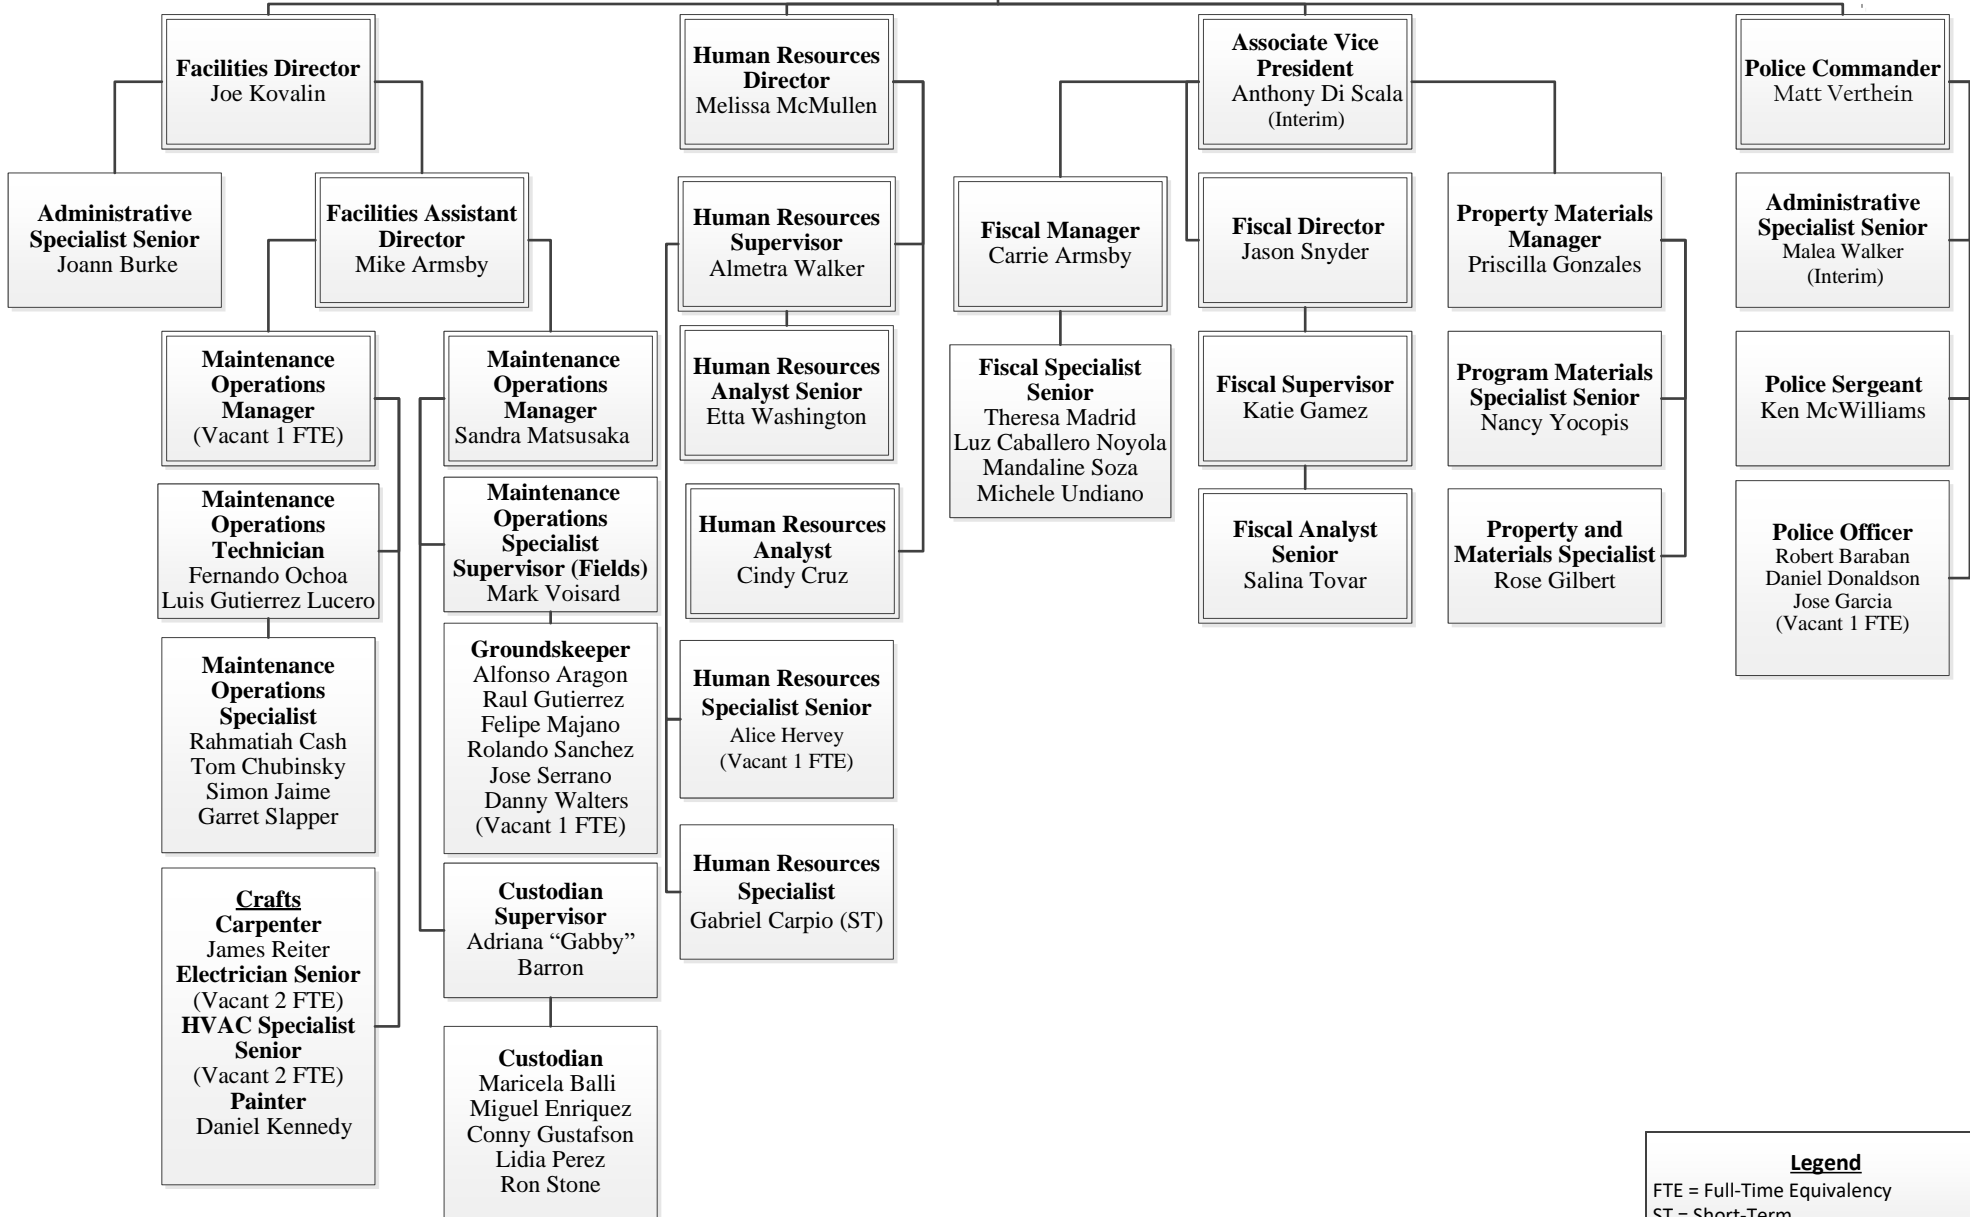 Facilities Director
Joe Kovalin
Human Resources
Director
Melissa McMullen
Associate Vice
President
Anthony Di Scala
(Interim)
Police Commander
Matt Verthein
Administrative
Specialist Senior
Joann Burke
Facilities Assistant
Director
Mike Armsby
Human Resources
Supervisor
Almetra Walker
Fiscal Manager
Carrie Armsby
Fiscal Director
Jason Snyder
Property Materials
Manager
Priscilla Gonzales
Administrative
Specialist Senior
Malea Walker
(Interim)
Maintenance
Operations
Manager
(Vacant 1 FTE)
Maintenance
Operations
Manager
Sandra Matsusaka
Human Resources
Analyst Senior
Etta Washington
Fiscal Specialist
Senior
Theresa Madrid
Luz Caballero Noyola
Mandaline Soza
Michele Undiano
Fiscal Supervisor
Katie Gamez
Program Materials
Specialist Senior
Nancy Yocopis
Police Sergeant
Ken McWilliams
Maintenance
Operations
Technician
Fernando Ochoa
Luis Gutierrez Lucero
Maintenance
Operations
Specialist
Supervisor (Fields)
Mark Voisard
Human Resources
Analyst
Cindy Cruz
Fiscal Analyst
Senior
Salina Tovar
Property and
Materials Specialist
Rose Gilbert
Police Officer
Robert Baraban
Daniel Donaldson
Jose Garcia
(Vacant 1 FTE)
Maintenance
Operations
Specialist
Rahmatiah Cash
Tom Chubinsky
Simon Jaime
Garret Slapper
Groundskeeper
Alfonso Aragon
Raul Gutierrez
Felipe Majano
Rolando Sanchez
Jose Serrano
Danny Walters
(Vacant 1 FTE)
Human Resources
Specialist Senior
Alice Hervey
(Vacant 1 FTE)
Crafts
Carpenter
James Reiter
Electrician Senior
(Vacant 2 FTE)
HVAC Specialist
Senior
(Vacant 2 FTE)
Painter
Daniel Kennedy
Custodian
Supervisor
Adriana “Gabby”
Barron
Human Resources
Specialist
Gabriel Carpio (ST)
Custodian
Maricela Balli
Miguel Enriquez
Conny Gustafson
Lidia Perez
Ron Stone
Legend
FTE = Full-Time Equivalency
ST = Short-Term